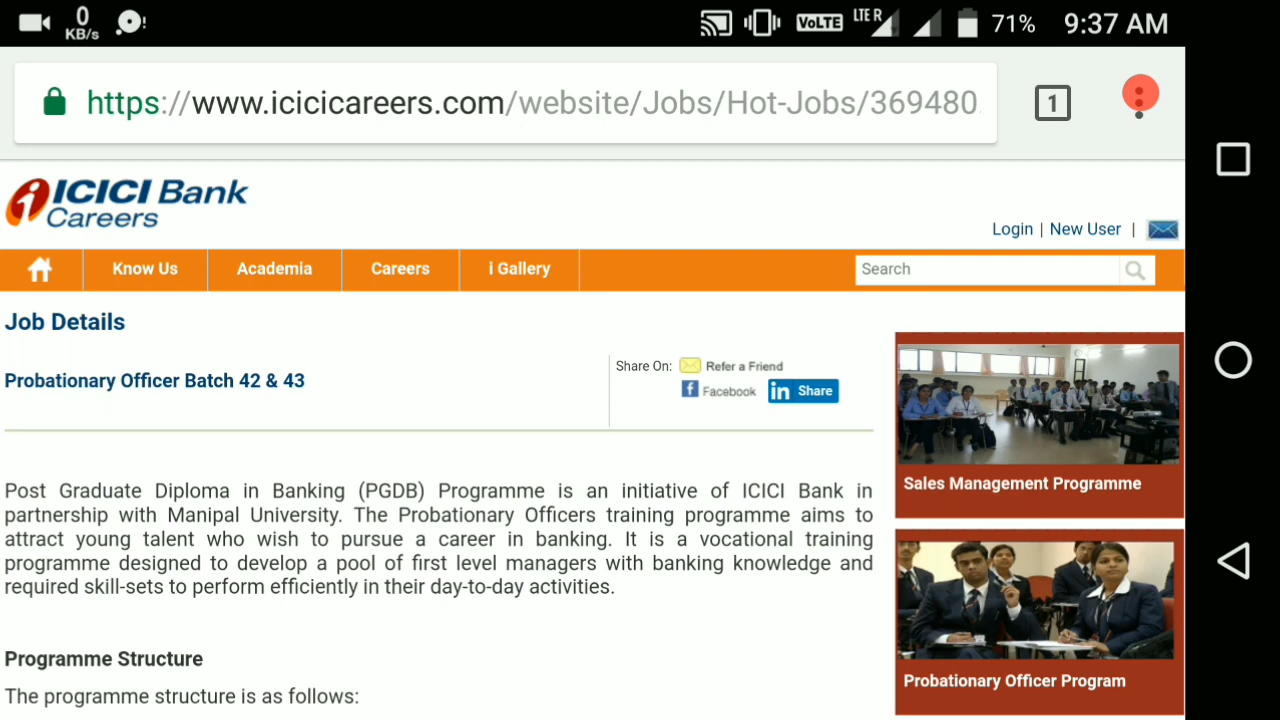 0
KB/s
VoLTE
LTE R
71%
9:37 AM
https://www.icicicareers.com/website/Jobs/Hot-Jobs/369480.
1
ICICI Bank
Careers
Login | New User |
Know Us
Academia
Careers
i Gallery
Search
Job Details
Probationary Officer Batch 42 & 43
Share On:
Refer a Friend
Facebook
in Share
Post Graduate Diploma in Banking (PGDB) Programme is an initiative of ICICI Bank in
partnership with Manipal University. The Probationary Officers training programme aims to
attract young talent who wish to pursue a career in banking. It is a vocational training
programme designed to develop a pool of first level managers with banking knowledge and
required skill-sets to perform efficiently in their day-to-day activities.
Programme Structure
The programme structure is as follows:
Sales Management Programme
Probationary Officer Program